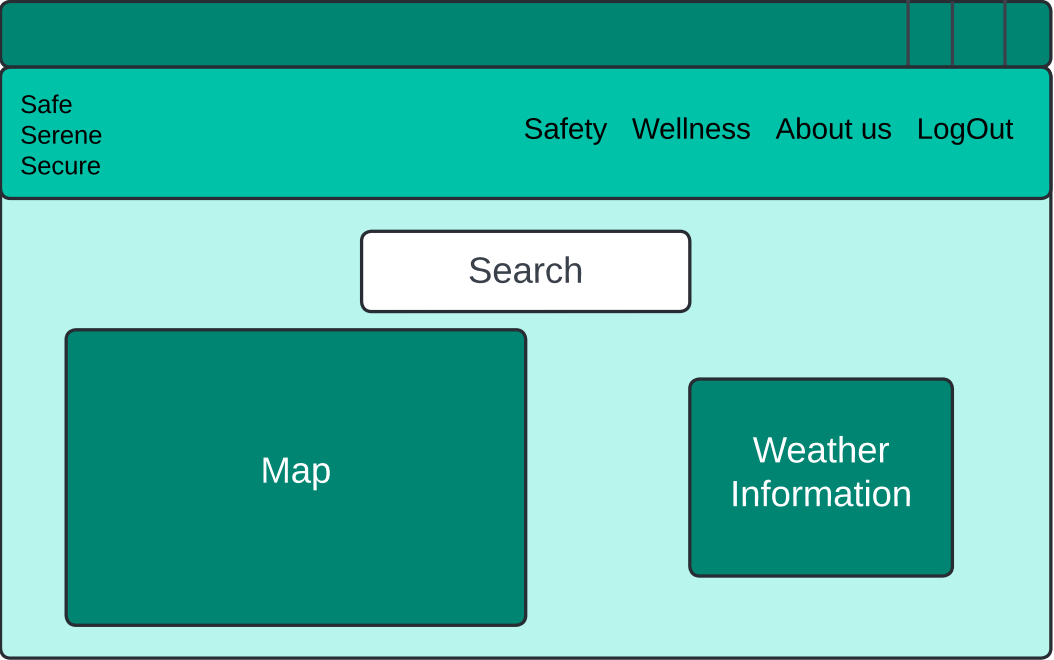 Safe
Serene
Secure
Safety Wellness About us LogOut
Search
Map
Weather
Information